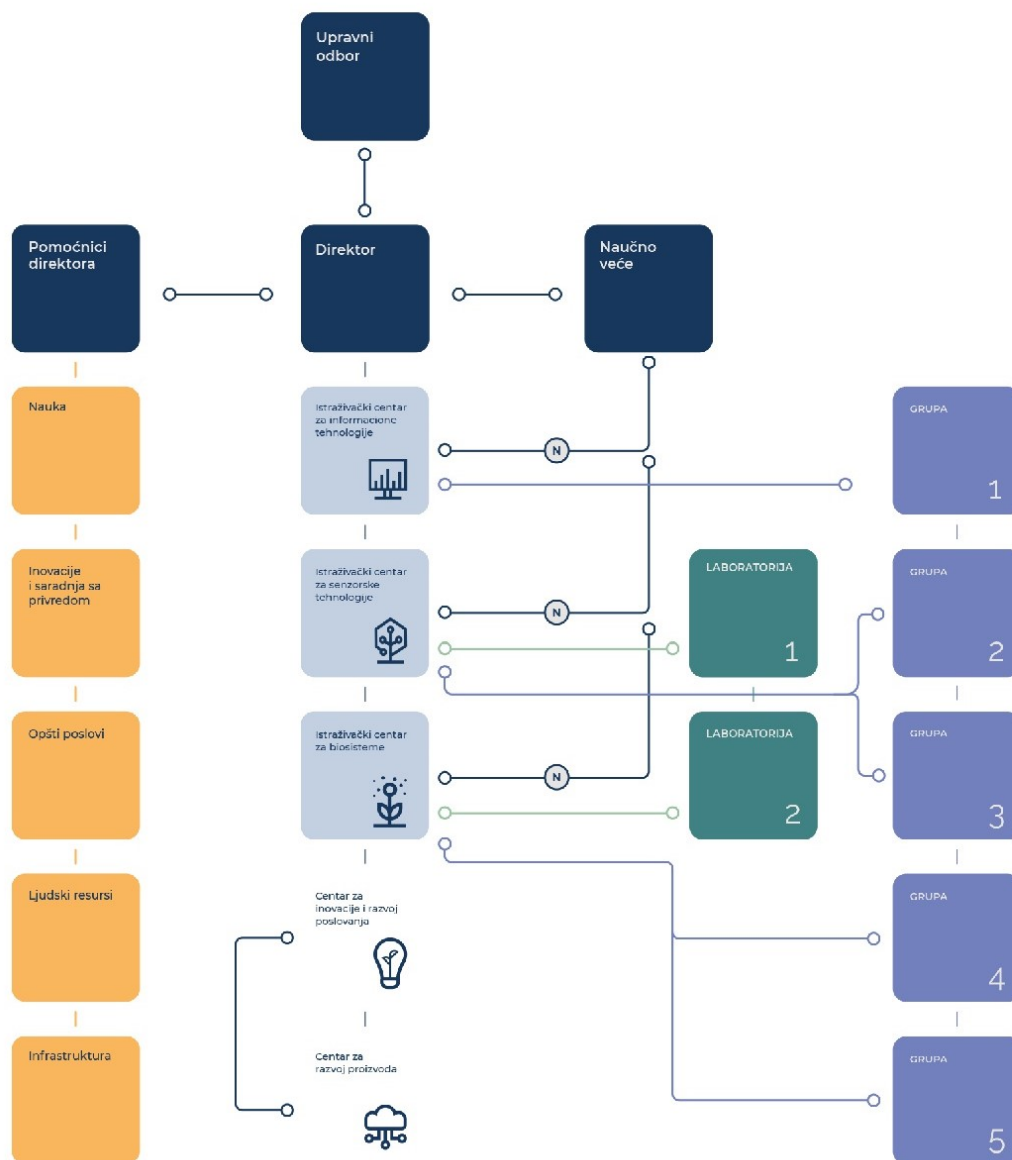 Upravni
odbor
Pomoćnici
direktora
Direktor
Naučno
veće
Nauka
Istraživački centar
za informacione
tehnologije
N
GRUPA
1
Inovacije
i saradnja sa
privredom
Istraživački centar
za senzorske
tehnologije
N
LABORATORIJA
1
GRUPA
2
Opšti poslovi
Istraživački centar
za biosisteme
N
LABORATORIJA
2
GRUPA
3
Ljudski resursi
Centar za
inovacije i razvoj
poslovanja
GRUPA
4
Infrastruktura
Centar za
razvoj proizvoda
GRUPA
5